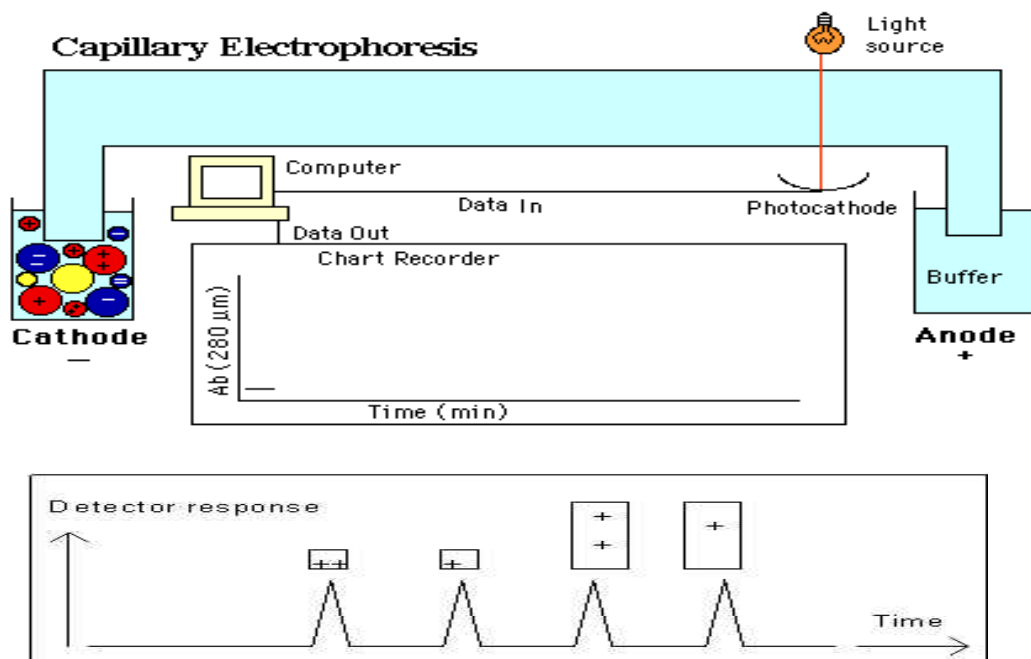 Capillary Electrophoresis
Light
source
Computer
Data In
Photocathode
Data Out
Chart Recorder
Ab (280 µm)
Time (min)
Buffer
Cathode
—
Anode
+
Detector response
++
+
+
+
+
Time